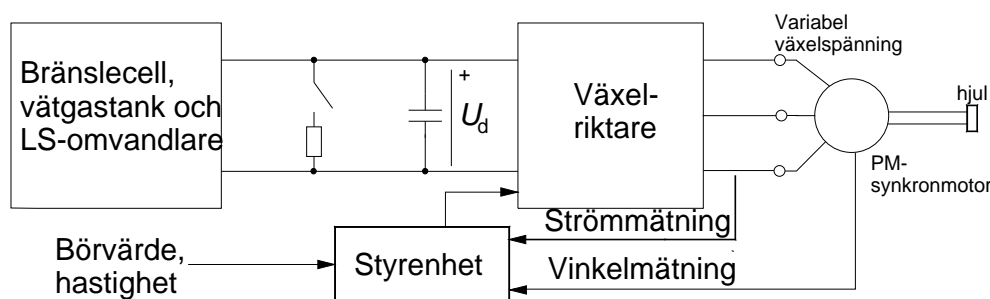 Bränslecell,
vätgastank och
LS-omvandlare
+
Ud
Växel-
riktare
Variabel
växelspänning
hjul
PM-
synkronmotor
Strömmätning
Börvärde,
hastighet
Styrenhet
Vinkelmätning